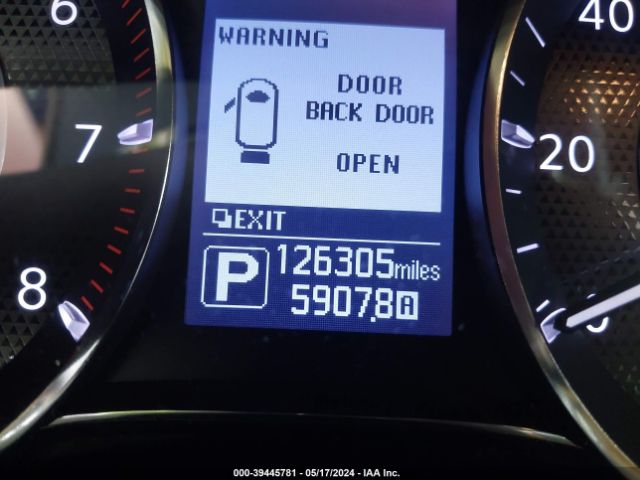 6
7
8
WARNING
DOOR
BACK DOOR
OPEN
EXIT
P
126305miles
5907.8A
40
20
0
000-39445781 - 05/17/2024 - IAA Inc.